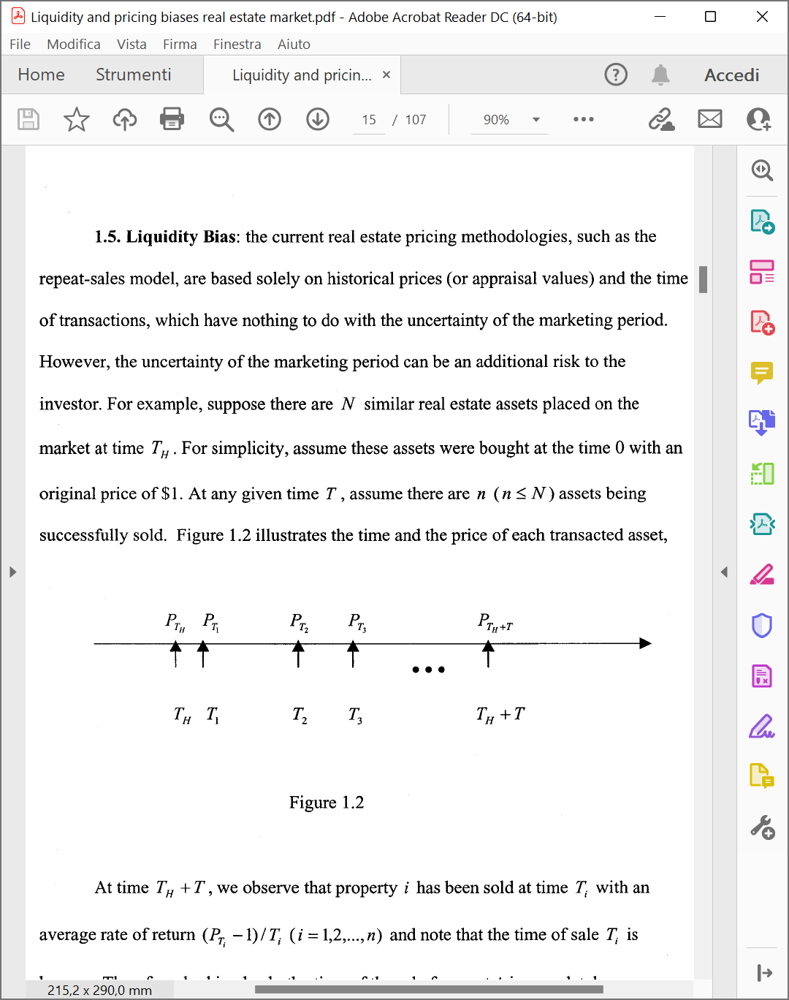 Liquidity and pricing biases real estate market.pdf - Adobe Acrobat Reader DC (64-bit)
File Modifica Vista Firma Finestra Aiuto
Home Strumenti Liquidity and pricin... × Accedi
15 / 107 90%
1.5. Liquidity Bias: the current real estate pricing methodologies, such as the
repeat-sales model, are based solely on historical prices (or appraisal values) and the time
of transactions, which have nothing to do with the uncertainty of the marketing period.
However, the uncertainty of the marketing period can be an additional risk to the
investor. For example, suppose there are N similar real estate assets placed on the
market at time T_H. For simplicity, assume these assets were bought at the time 0 with an
original price of $1. At any given time T, assume there are n (n ≤ N) assets being
successfully sold. Figure 1.2 illustrates the time and the price of each transacted asset,
P_{T_H} P_{T_1} P_{T_2} P_{T_3} P_{T_H+T}
T_H T_1 T_2 T_3 T_H + T
Figure 1.2
At time T_H + T, we observe that property i has been sold at time T_i with an
average rate of return (P_{T_i} − 1)/T_i (i = 1,2,...,n) and note that the time of sale T_i is
215,2 x 290,0 mm